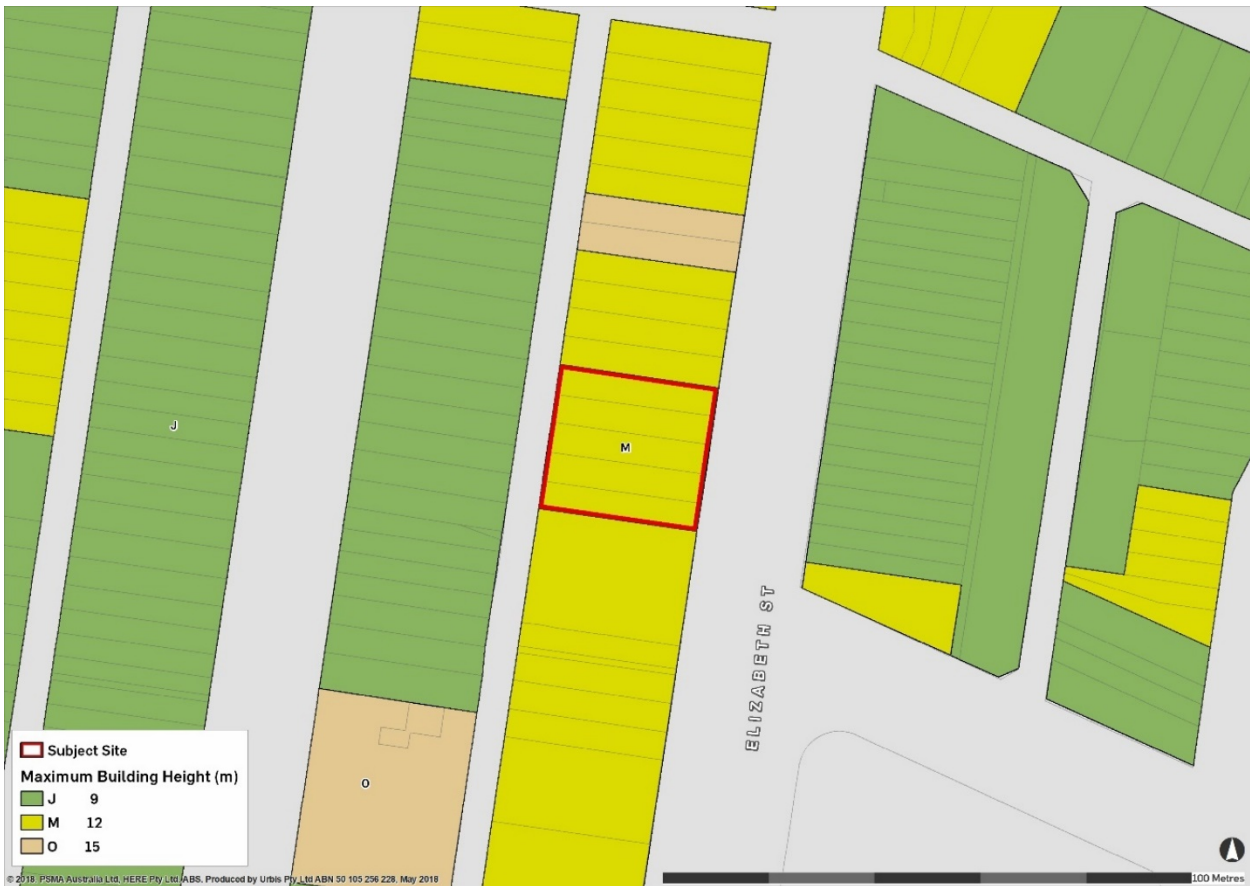 J
M
ELIZABETH ST
O
Subject Site
Maximum Building Height (m)
J 9
M 12
O 15
© 2018. PSMA Australia Ltd, HERE Pty Ltd. ABS. Produced by Urbis Pty Ltd ABN 50 105 256 228, May 2018
100 Metres